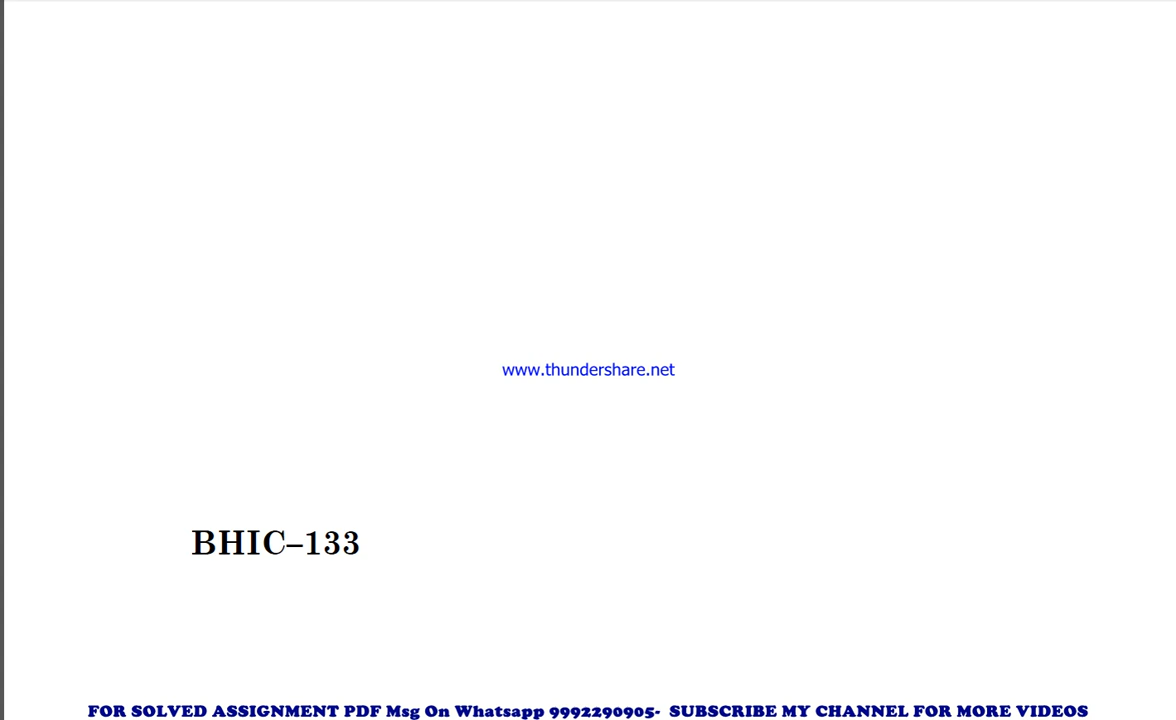 www.thundershare.net
BHIC–133
FOR SOLVED ASSIGNMENT PDF Msg On Whatsapp 9992290905- SUBSCRIBE MY CHANNEL FOR MORE VIDEOS